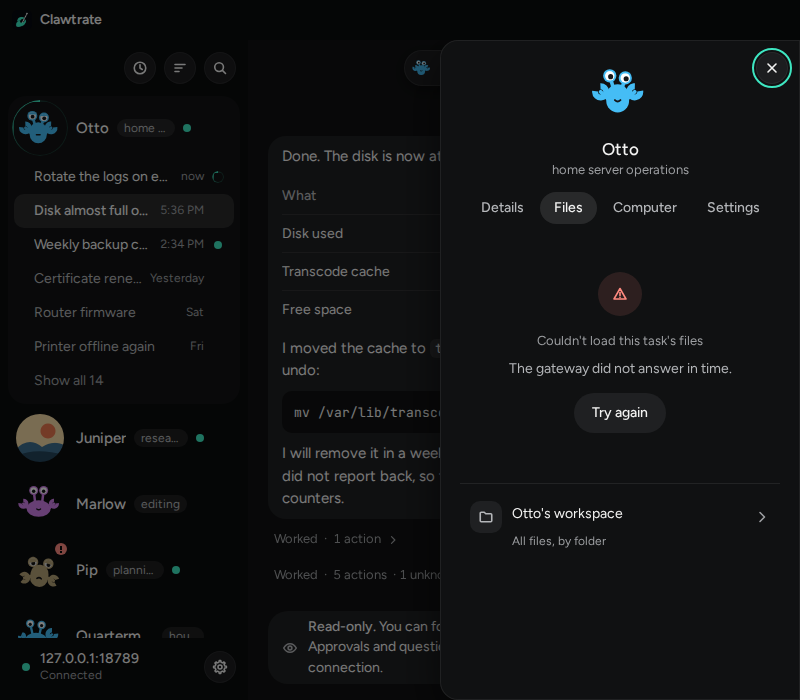 Clawtrate
Otto home ...
Rotate the logs on e... now
Disk almost full o... 5:36 PM
Weekly backup c... 2:34 PM
Certificate rene... Yesterday
Router firmware Sat
Printer offline again Fri
Show all 14
Juniper resea...
Marlow editing
Pip planni...
Quarterm hou
127.0.0.1:18789
Connected
Done. The disk is now at
What
Disk used
Transcode cache
Free space
I moved the cache to
undo:
mv /var/lib/transc
I will remove it in a week
did not report back, so
counters.
Worked · 1 action
Worked · 5 actions · 1 unkno
Read-only. You can fo
Approvals and questi
connection.
Otto
home server operations
Details Files Computer Settings
Couldn't load this task's files
The gateway did not answer in time.
Try again
Otto's workspace
All files, by folder